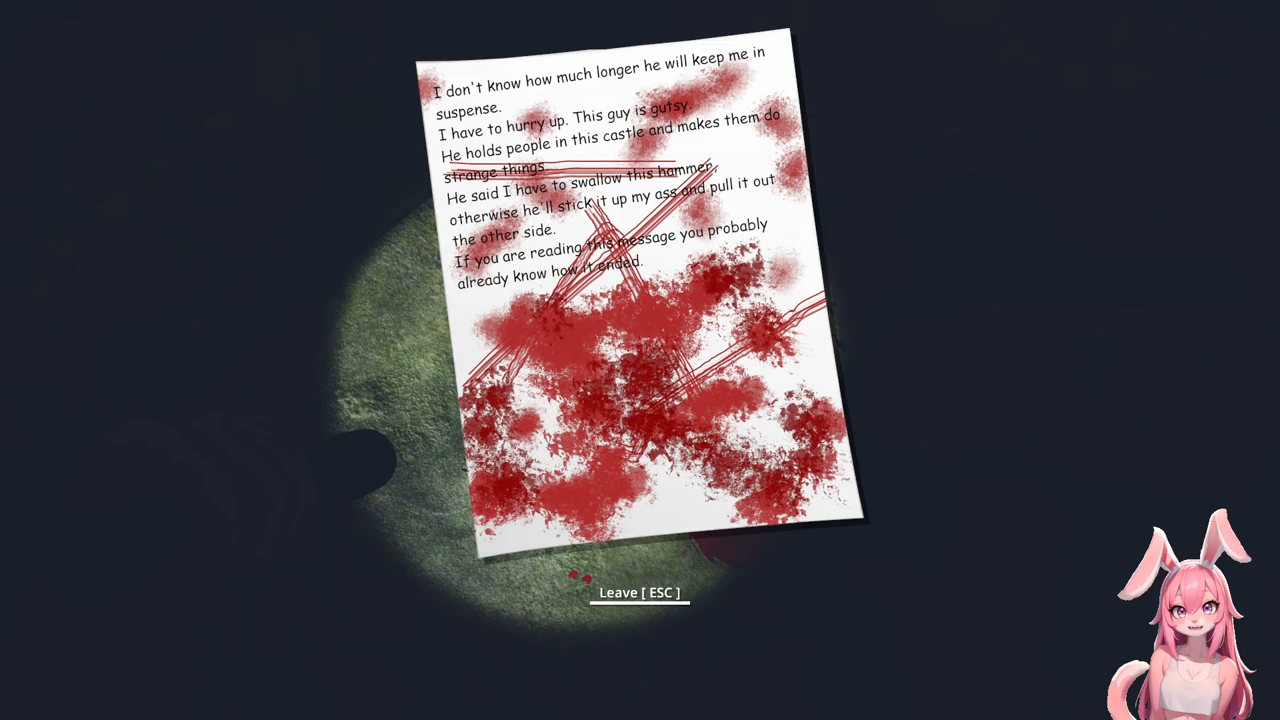 I don't know how much longer he will keep me in
suspense.
I have to hurry up. This guy is gutsy.
He holds people in this castle and makes them do
strange things.
He said I have to swallow this hammer,
otherwise he'll stick it up my ass and pull it out
the other side.
If you are reading this message you probably
already know how it ended.
Leave [ ESC ]